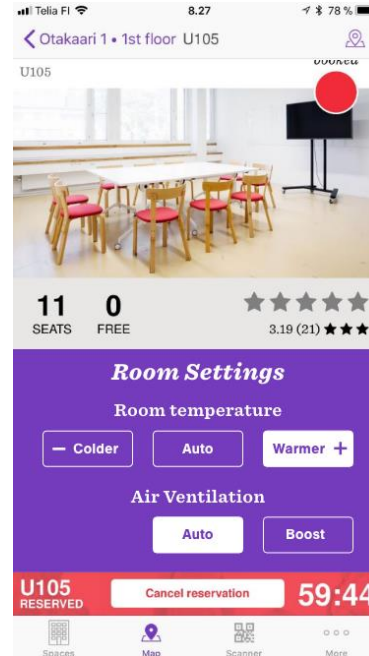 Telia FI 8.27 78 %
Otakaari 1 • 1st floor U105
U105 booked
11 0
SEATS FREE 3.19 (21) ★★★
Room Settings
Room temperature
− Colder Auto Warmer +
Air Ventilation
Auto Boost
U105 Cancel reservation 59:44
RESERVED
Spaces Map Scanner More